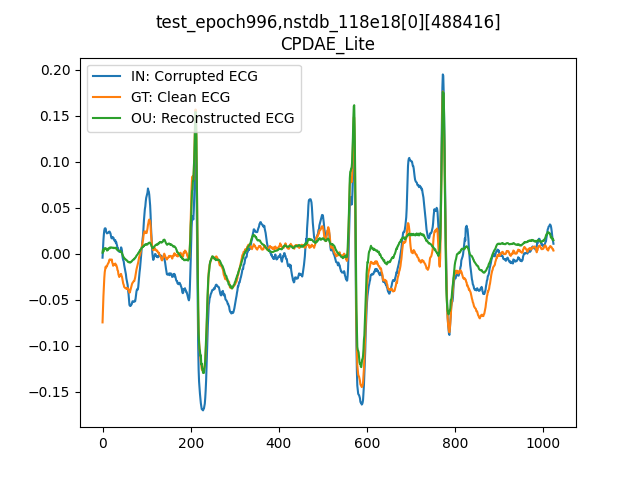 test_epoch996,nstdb_118e18[0][488416]
CPDAE_Lite
IN: Corrupted ECG
GT: Clean ECG
OU: Reconstructed ECG
0.20
0.15
0.10
0.05
0.00
−0.05
−0.10
−0.15
0 200 400 600 800 1000